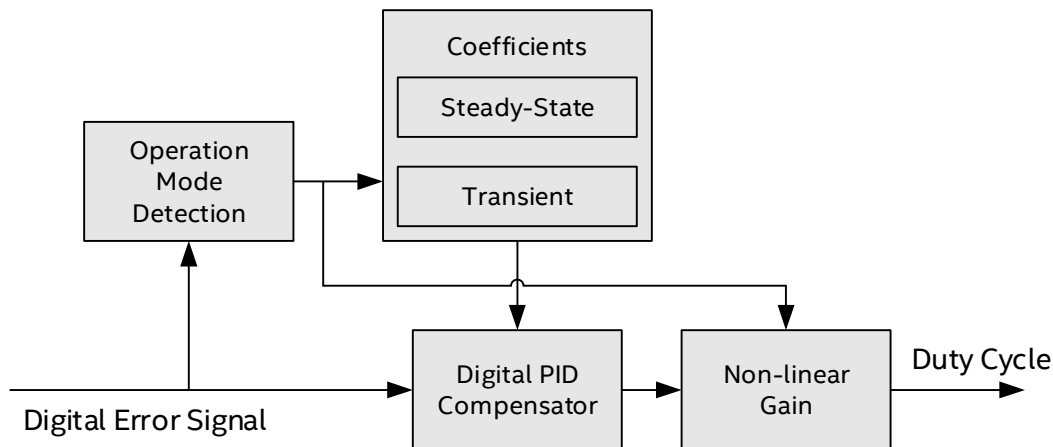 Coefficients
Steady-State
Transient
Operation
Mode
Detection
Digital PID
Compensator
Non-linear
Gain
Duty Cycle
Digital Error Signal